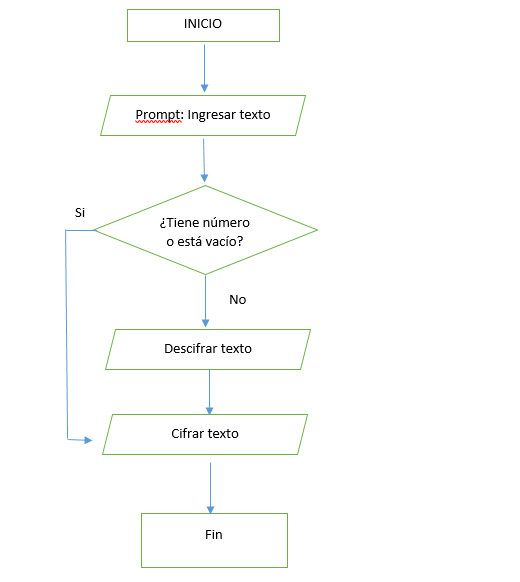 INICIO
Prompt: Ingresar texto
Si
¿Tiene número
o está vacío?
No
Descifrar texto
Cifrar texto
Fin